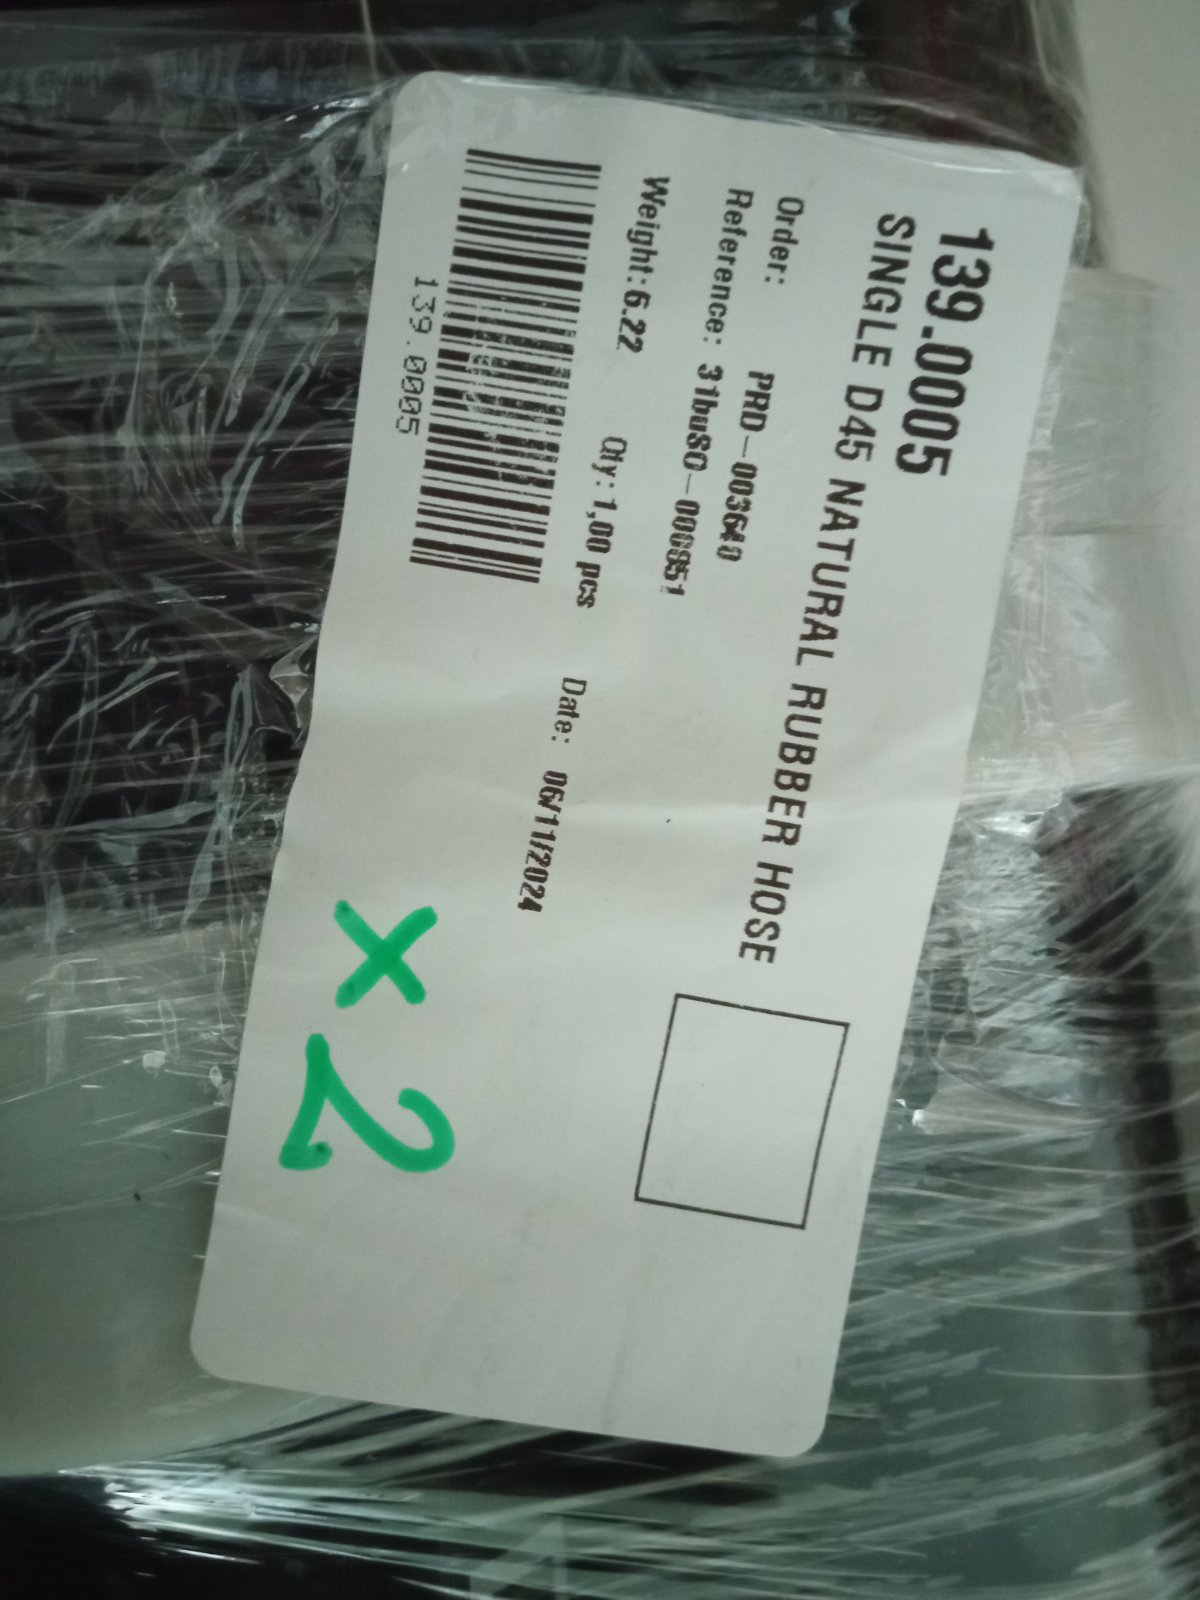 139.0005
SINGLE D45 NATURAL RUBBER HOSE
Order: PRD-003640
Reference: 31buSO-000851
Weight: 6.22 Qty: 1,00 pcs Date: 06/11/2024
139.0005
x2